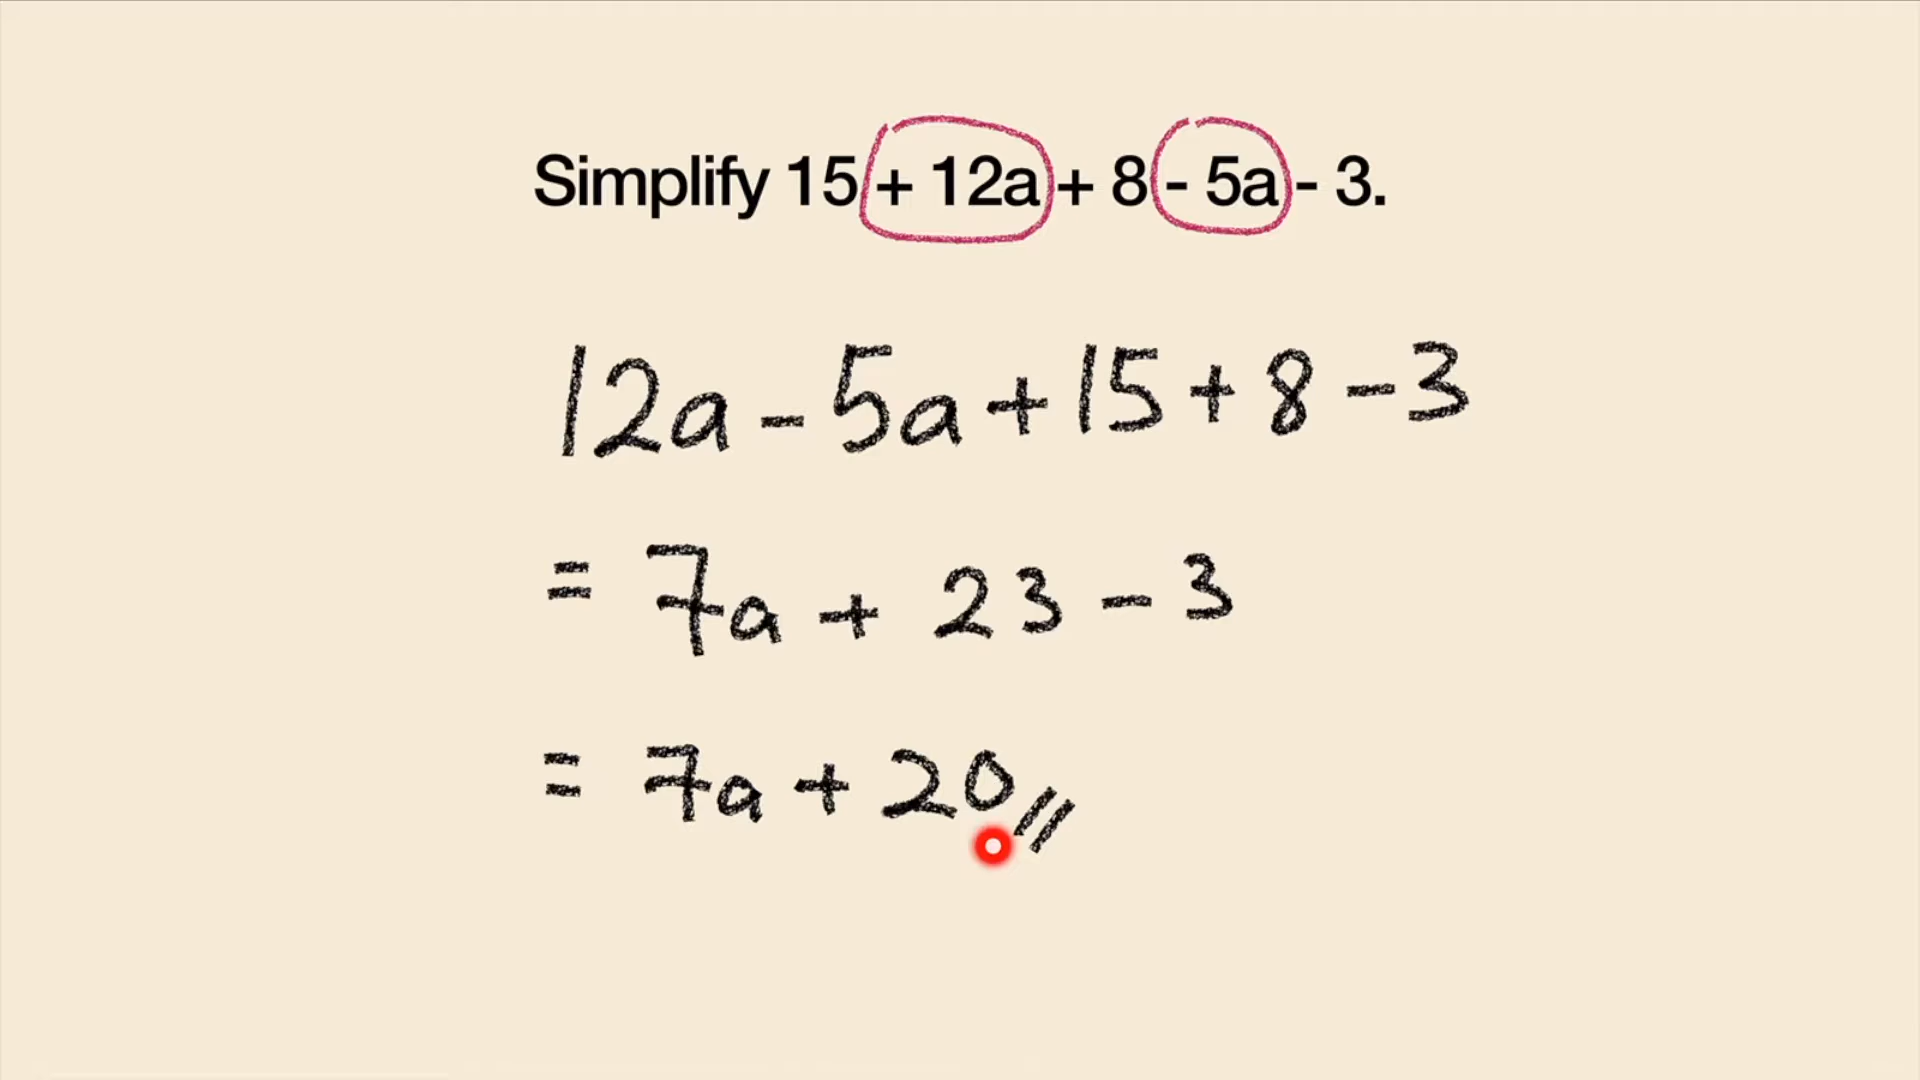 Simplify 15 + 12a + 8 - 5a - 3.
12a - 5a + 15 + 8 - 3
= 7a + 23 - 3
= 7a + 20